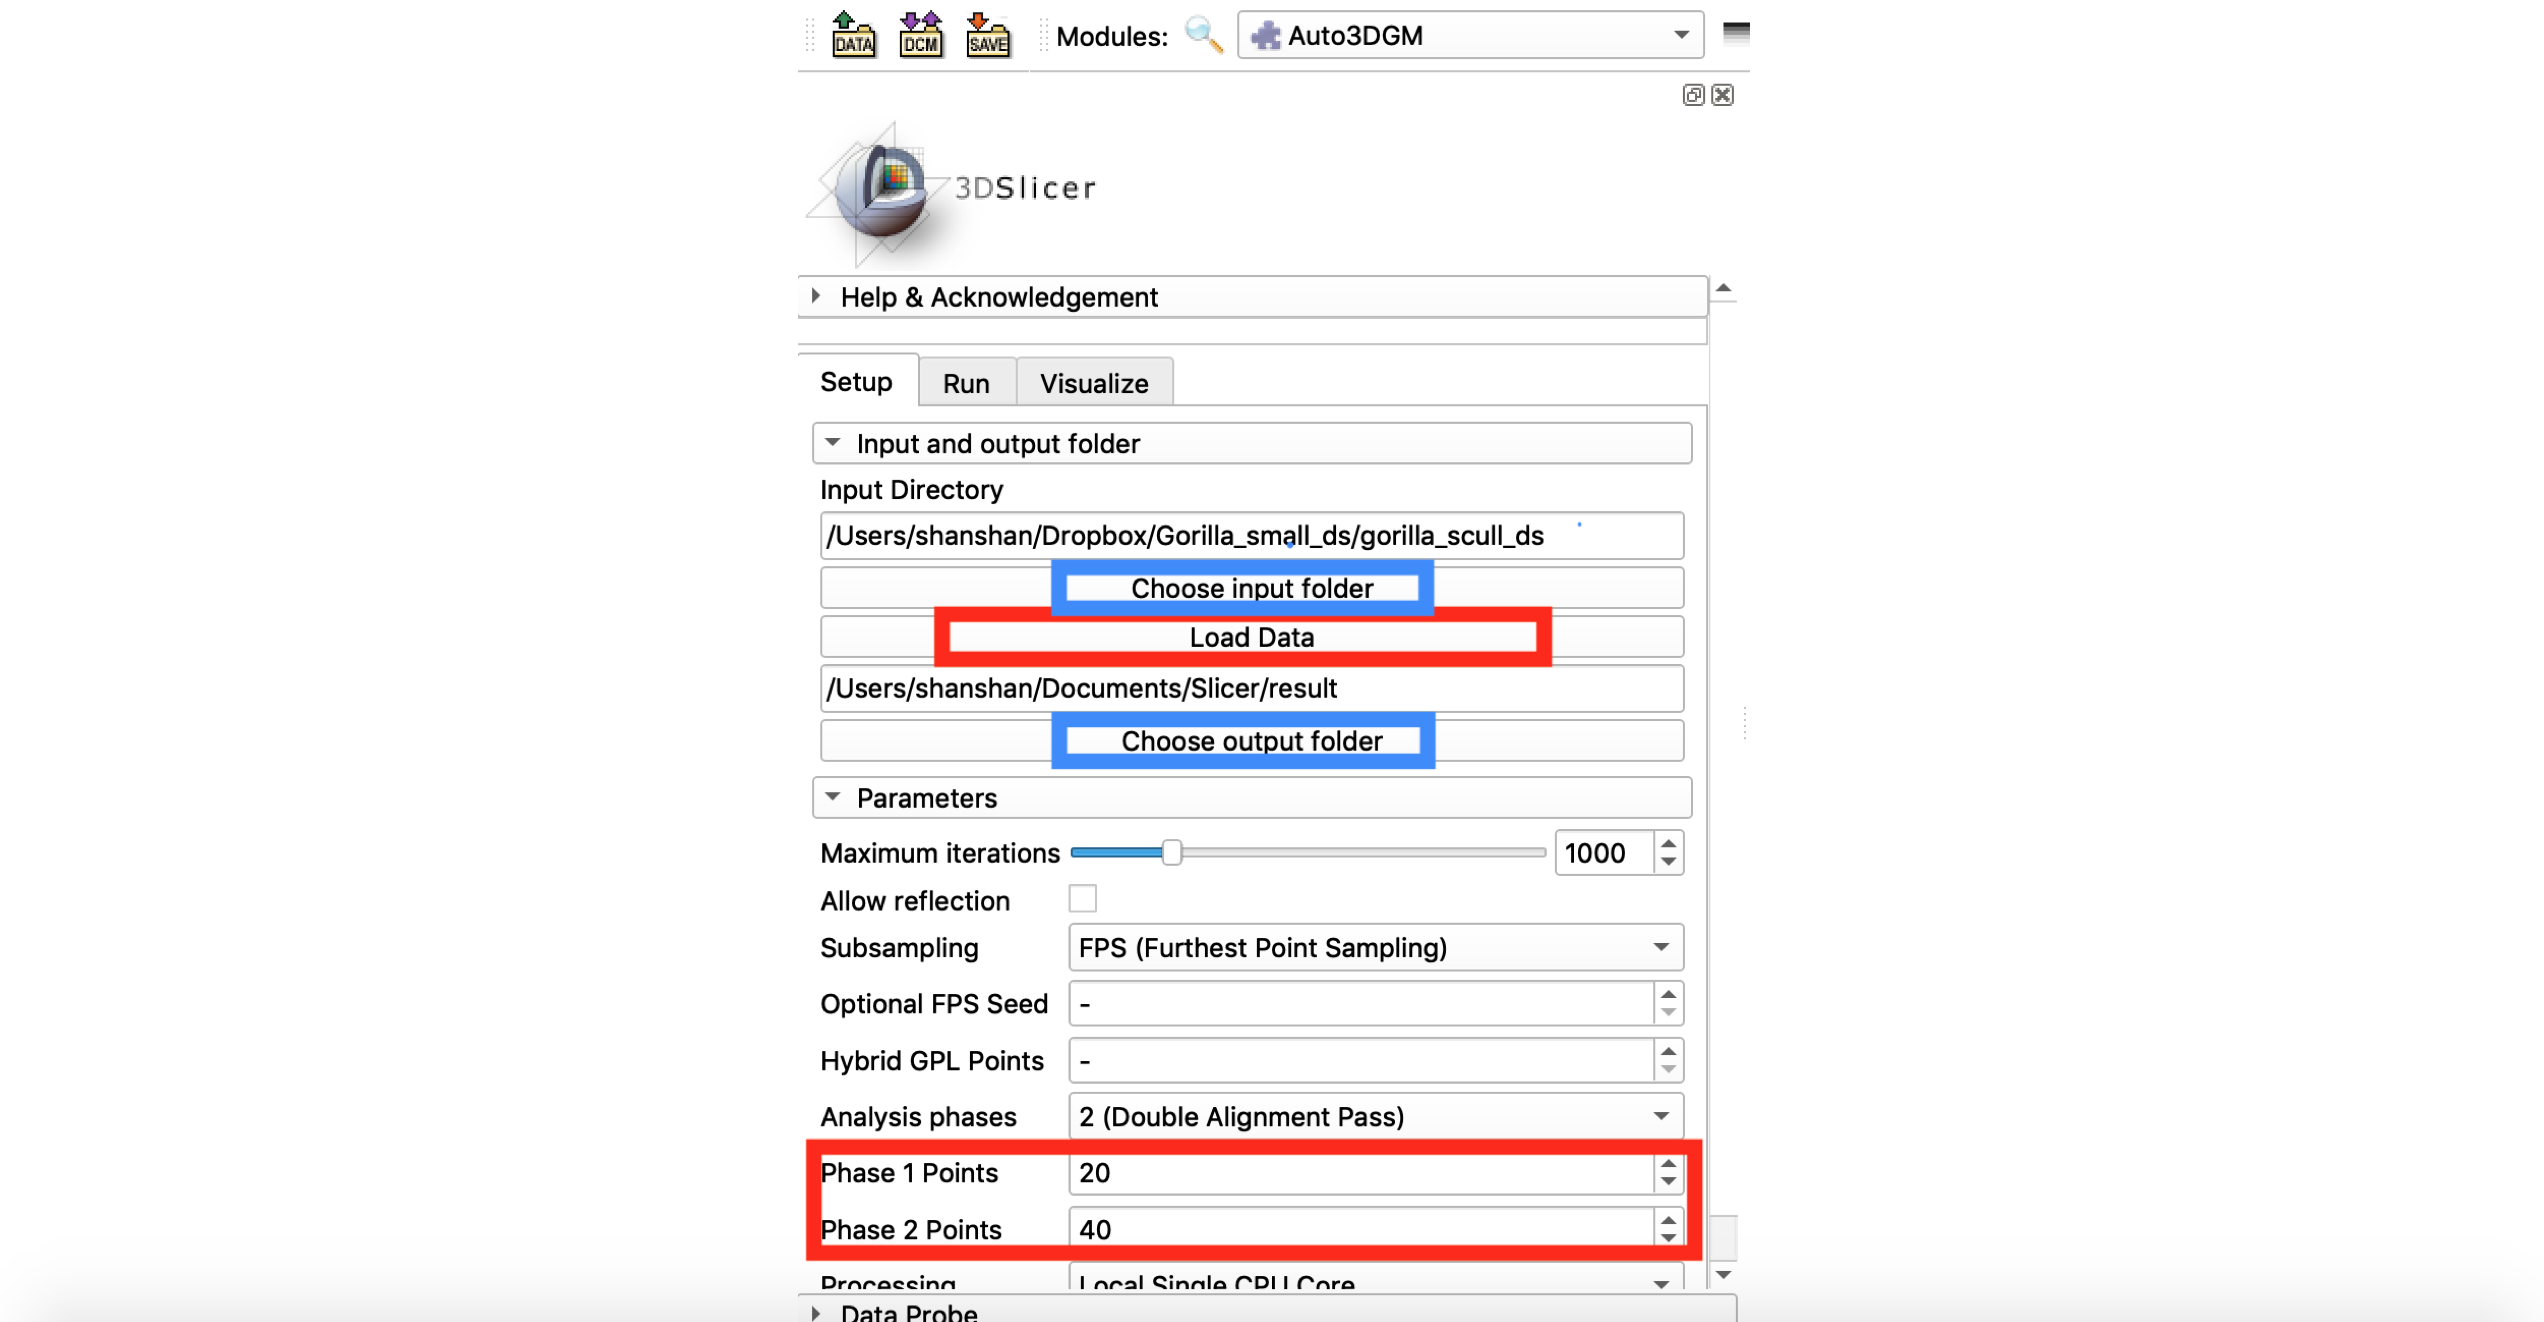 DATA DCM SAVE Modules: Auto3DGM
3DSlicer
Help & Acknowledgement
Setup Run Visualize
Input and output folder
Input Directory
/Users/shanshan/Dropbox/Gorilla_small_ds/gorilla_scull_ds
Choose input folder
Load Data
/Users/shanshan/Documents/Slicer/result
Choose output folder
Parameters
Maximum iterations 1000
Allow reflection
Subsampling FPS (Furthest Point Sampling)
Optional FPS Seed -
Hybrid GPL Points -
Analysis phases 2 (Double Alignment Pass)
Phase 1 Points 20
Phase 2 Points 40
Processing Local Single CPU Core
Data Probe